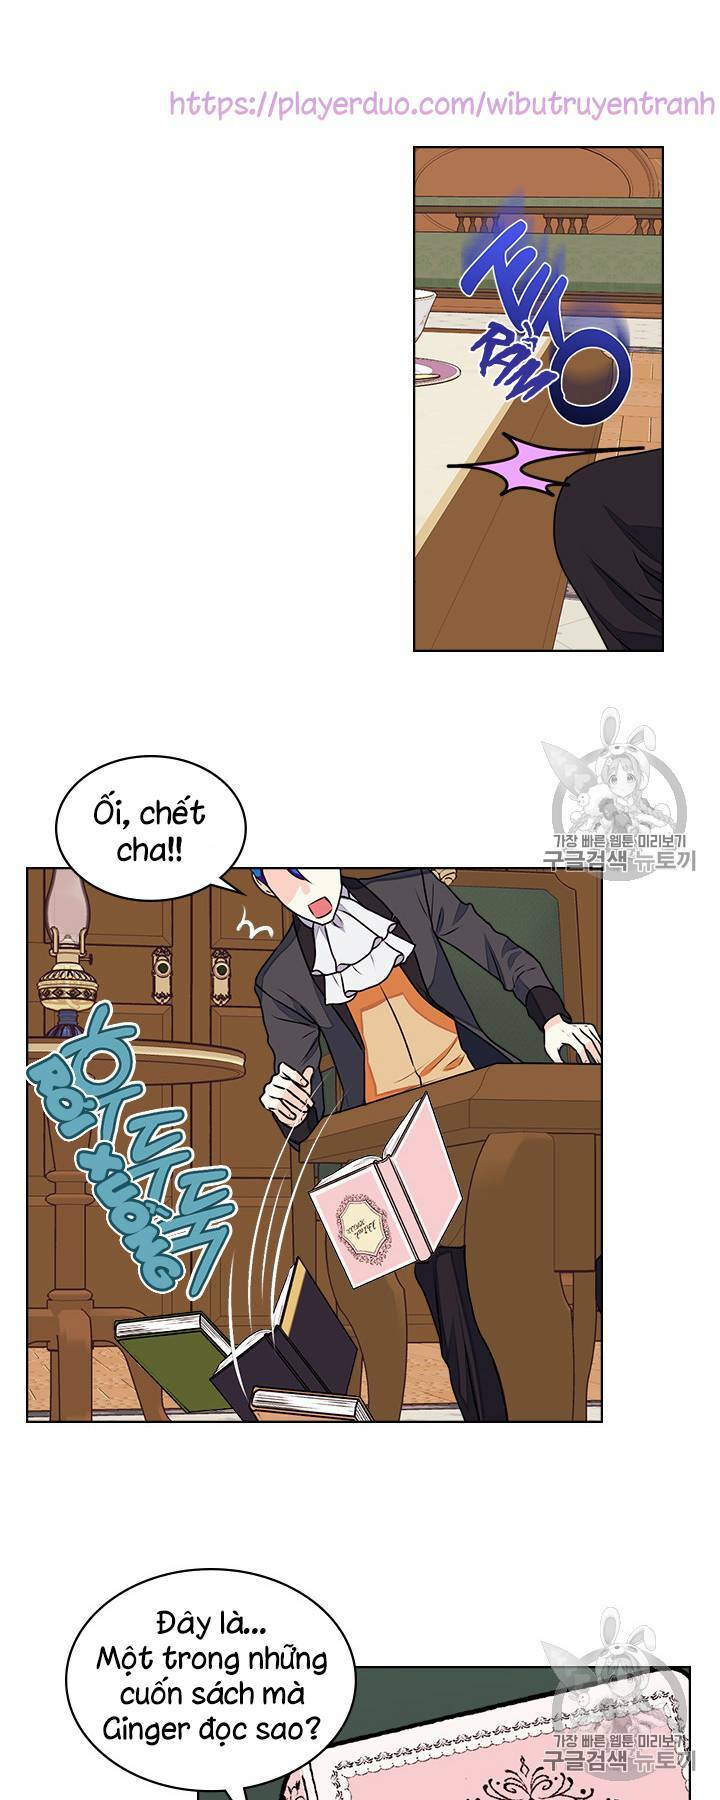 https://playerduo.com/wibutruyentranh
RẦM
Ối, chết
cha!!
후두둑
RƠI XUỐNG
가장 빠른 웹툰 미리보기
구글검색 뉴토끼
Đây là...
Một trong những
cuốn sách mà
Ginger đọc sao?
가장 빠른 웹툰 미리보기
구글검색 뉴토끼